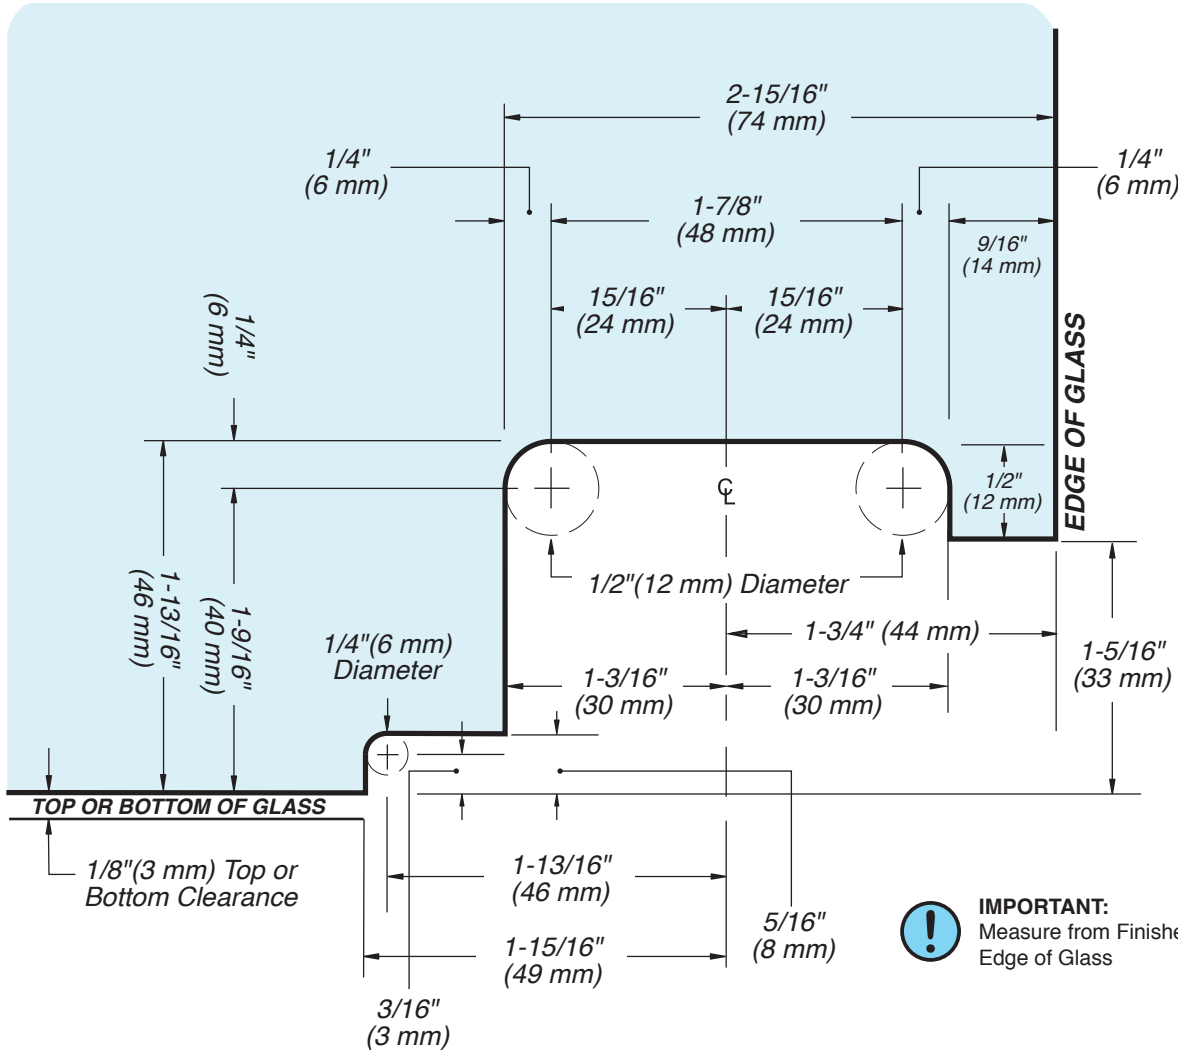 2-15/16"
(74 mm)
1/4"
(6 mm)
1/4"
(6 mm)
1-7/8"
(48 mm)
9/16"
(14 mm)
15/16"
(24 mm)
15/16"
(24 mm)
1/4"
(6 mm)
EDGE OF GLASS
1/2"
(12 mm)
℄
1/2"(12 mm) Diameter
1-13/16"
(46 mm)
1-9/16"
(40 mm)
1/4"(6 mm)
Diameter
1-3/4" (44 mm)
1-3/16"
(30 mm)
1-3/16"
(30 mm)
1-5/16"
(33 mm)
TOP OR BOTTOM OF GLASS
1/8"(3 mm) Top or
Bottom Clearance
1-13/16"
(46 mm)
5/16"
(8 mm)
1-15/16"
(49 mm)
3/16"
(3 mm)
IMPORTANT:
Measure from Finishe
Edge of Glass